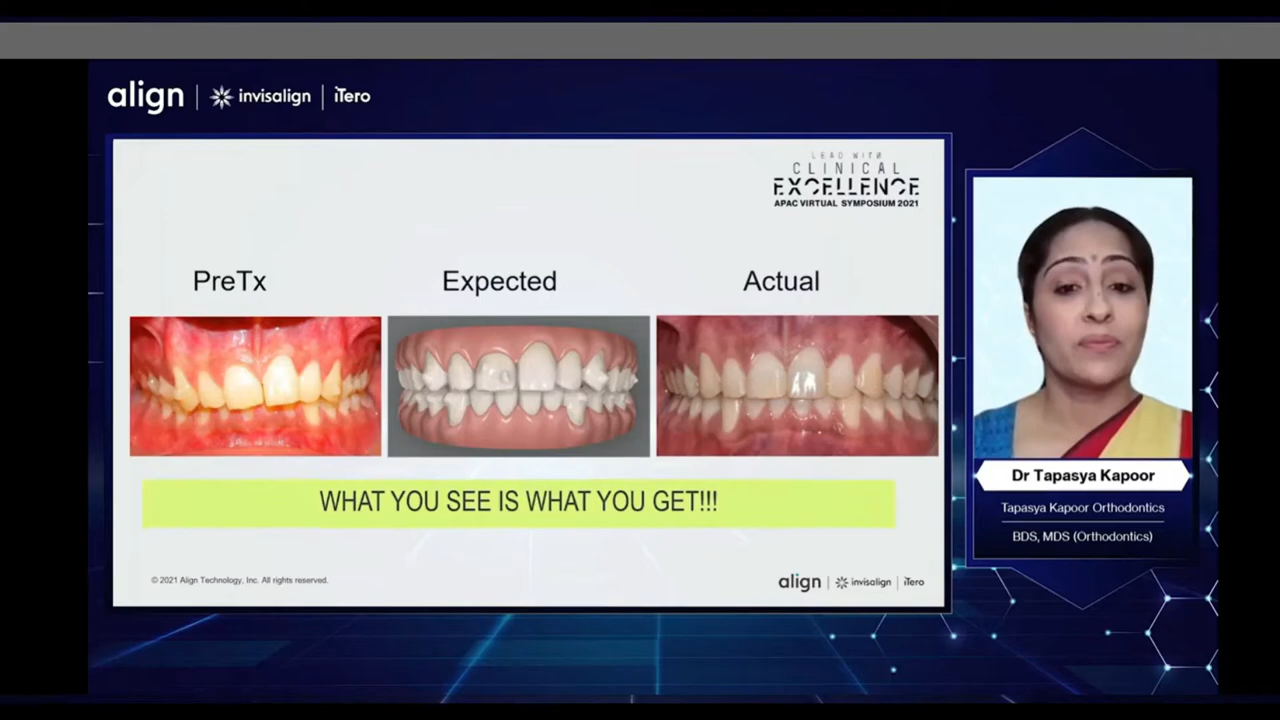 align | invisalign | iTero
LEAD WITH
CLINICAL
EXCELLENCE
APAC VIRTUAL SYMPOSIUM 2021
PreTx
Expected
Actual
WHAT YOU SEE IS WHAT YOU GET!!!
© 2021 Align Technology, Inc. All rights reserved.
align | invisalign | iTero
Dr Tapasya Kapoor
Tapasya Kapoor Orthodontics
BDS, MDS (Orthodontics)